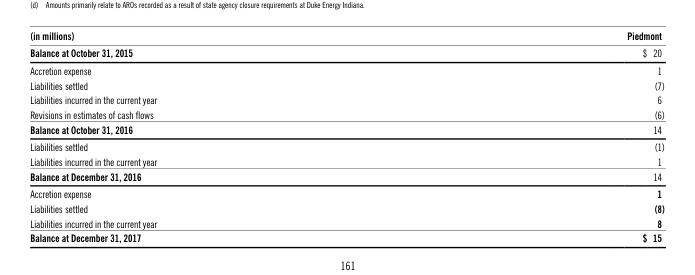 (d) Amounts primarily relate to AROs recorded as a result of state agency closure requirements at Duke Energy Indiana.
(in millions) Piedmont
Balance at October 31, 2015 $ 20
Accretion expense 1
Liabilities settled (7)
Liabilities incurred in the current year 6
Revisions in estimates of cash flows (6)
Balance at October 31, 2016 14
Liabilities settled (1)
Liabilities incurred in the current year 1
Balance at December 31, 2016 14
Accretion expense 1
Liabilities settled (8)
Liabilities incurred in the current year 8
Balance at December 31, 2017 $ 15
161